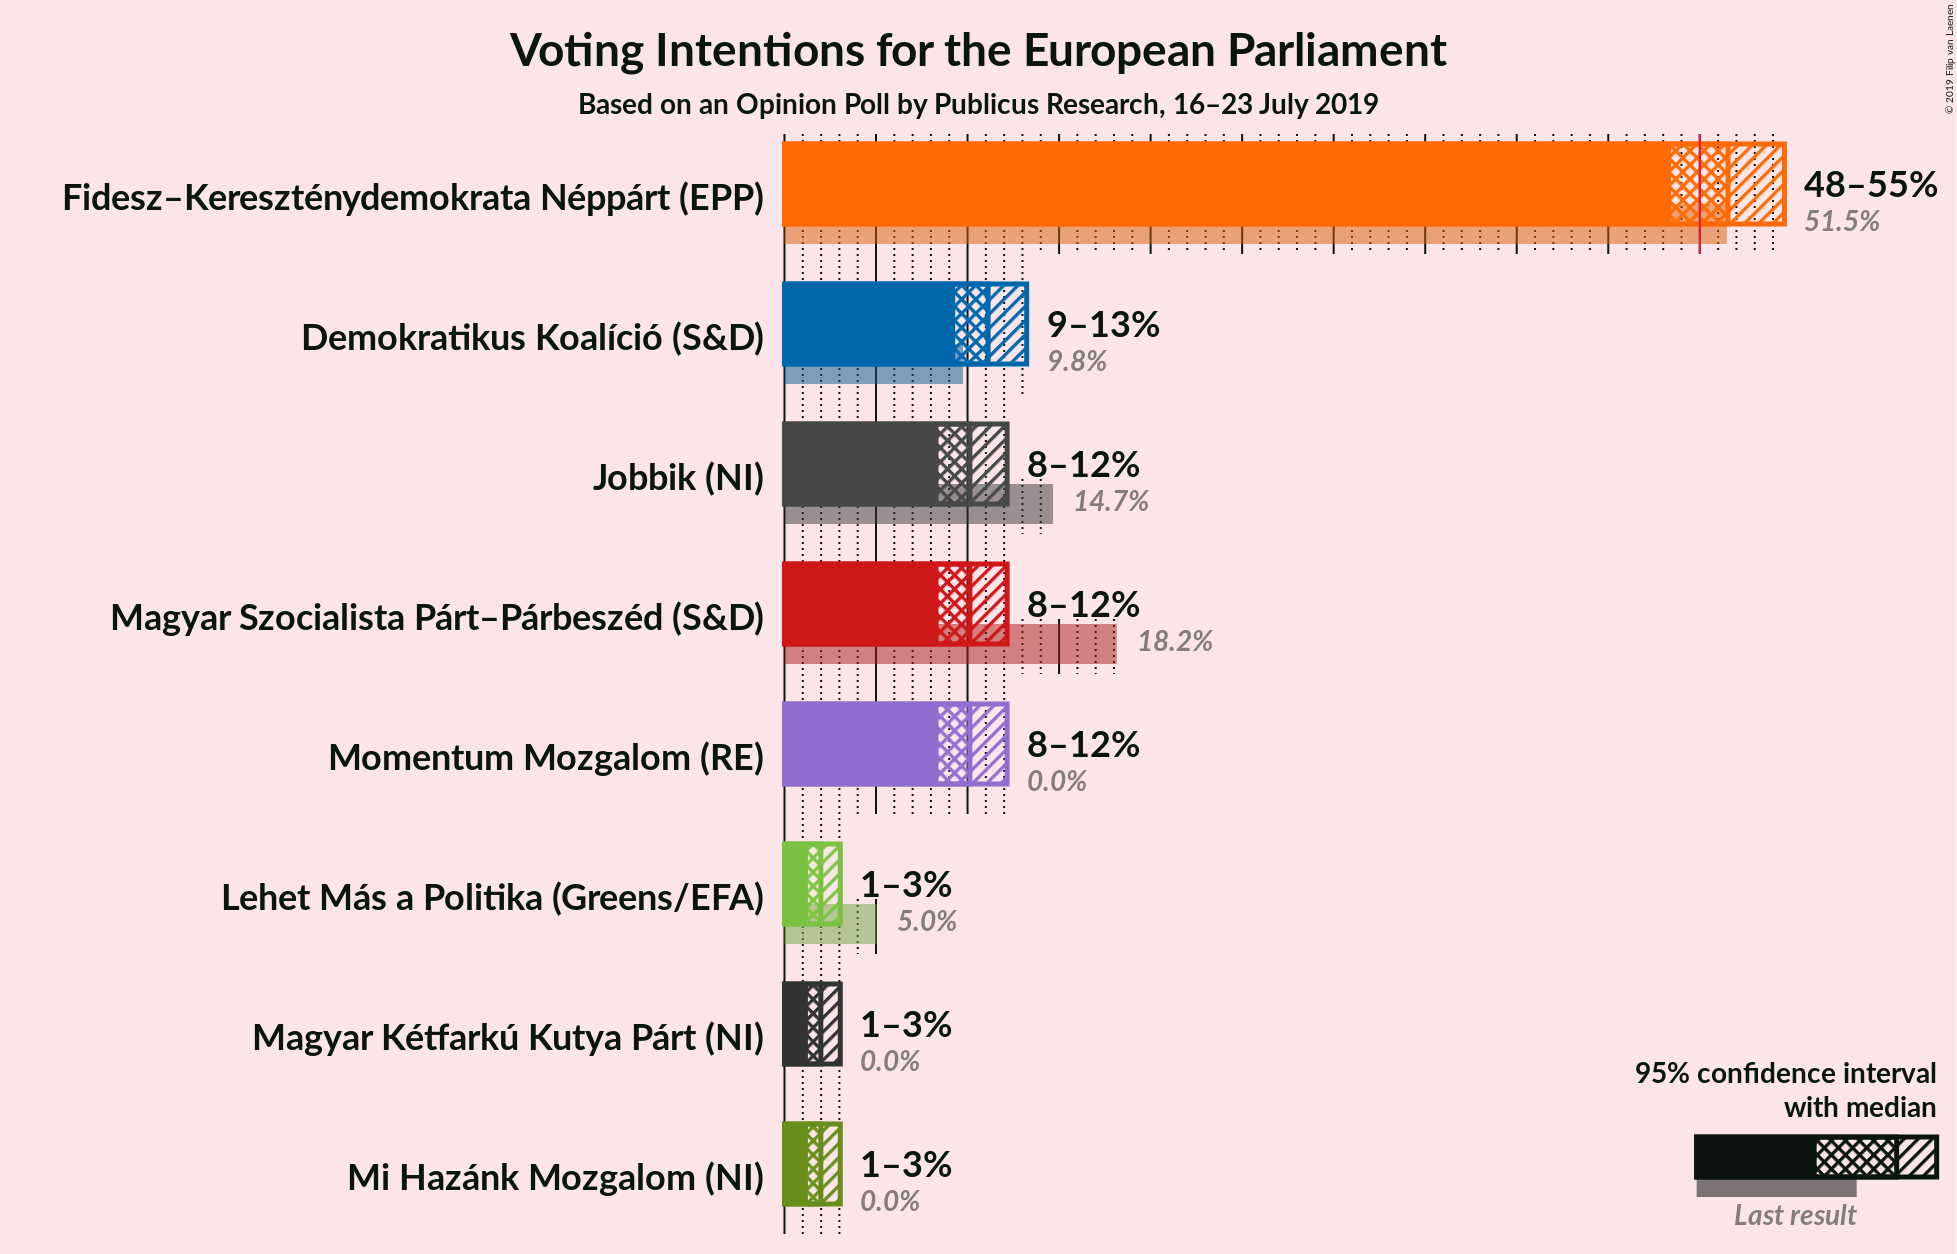 Voting Intentions for the European Parliament
Based on an Opinion Poll by Publicus Research, 16–23 July 2019
© 2019 Filip van Laenen
Fidesz–Kereszténydemokrata Néppárt (EPP)
48–55%
51.5%
Demokratikus Koalíció (S&D)
9–13%
9.8%
Jobbik (NI)
8–12%
14.7%
Magyar Szocialista Párt–Párbeszéd (S&D)
8–12%
18.2%
Momentum Mozgalom (RE)
8–12%
0.0%
Lehet Más a Politika (Greens/EFA)
1–3%
5.0%
Magyar Kétfarkú Kutya Párt (NI)
1–3%
0.0%
Mi Hazánk Mozgalom (NI)
1–3%
0.0%
95% confidence interval
with median
Last result